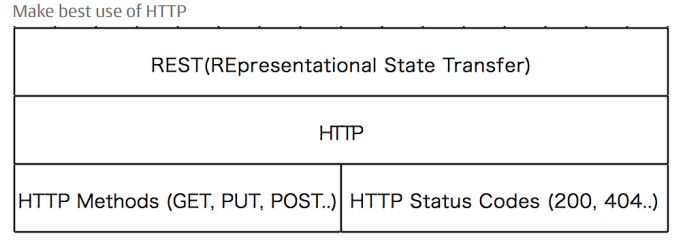 Make best use of HTTP
REST(REpresentational State Transfer)
HTTP
HTTP Methods (GET, PUT, POST..)
HTTP Status Codes (200, 404..)